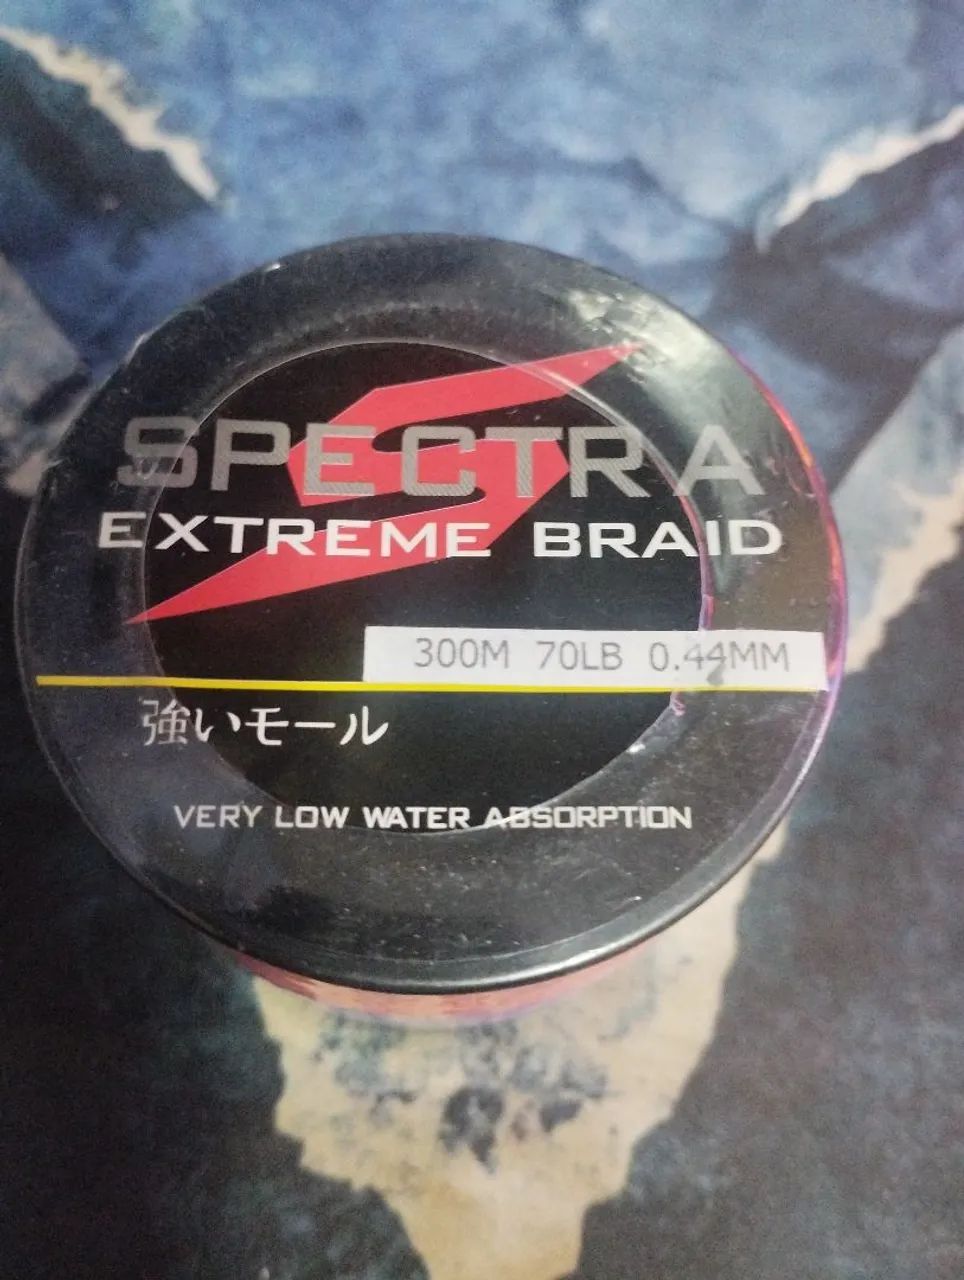 SPECTRA
EXTREME BRAID
300M 70LB 0.44MM
強いモール
VERY LOW WATER ABSORPTION